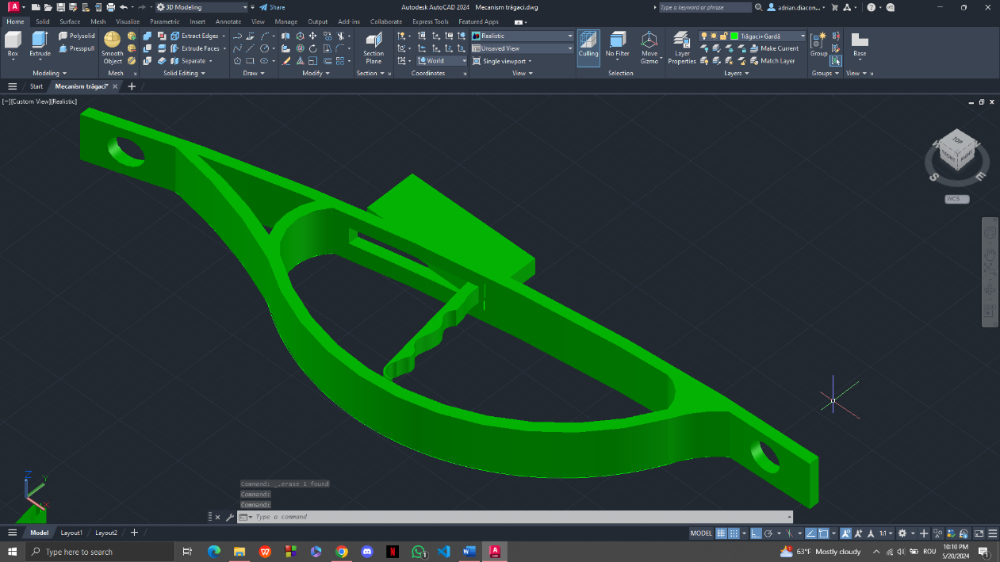 3D Modeling
Share
Autodesk AutoCAD 2024 Mecanism trăgaci.dwg
Type a keyword or phrase
adrian.diacon...
Home Solid Surface Mesh Visualize Parametric Insert Annotate View Manage Output Add-ins Collaborate Express Tools Featured Apps
Box
Extrude
Polysolid
Presspull
Modeling
Smooth
Object
Mesh
Extract Edges
Extrude Faces
Separate
Solid Editing
Draw
Modify
Section
Plane
Section
World
Coordinates
Realistic
Unsaved View
Single viewport
View
Culling
No Filter
Move
Gizmo
Selection
Layer
Properties
Trăgaci+Gardă
Make Current
Match Layer
Layers
Group
Groups
Base
View
Start Mecanism trăgaci*
[−][Custom View][Realistic]
TOP
FRONT
RIGHT
W
S
E
WCS
Z
Y
X
Command: _.erase 1 found
Command:
Command:
Type a command
Model Layout1 Layout2
MODEL
1:1
Type here to search
1
63°F Mostly cloudy
ROU
10:10 PM
5/20/2024
1